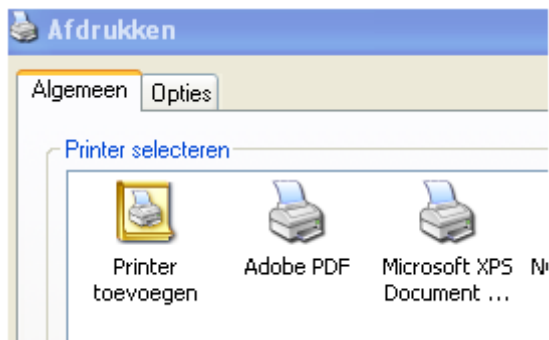 Afdrukken
Algemeen Opties
Printer selecteren
Printer Adobe PDF Microsoft XPS
toevoegen Document ...